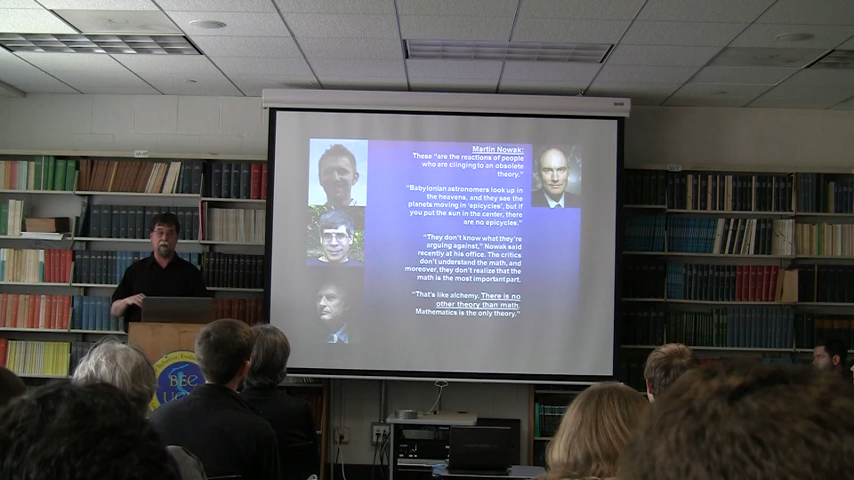 Martin Nowak:
These "are the reactions of people
who are clinging to an obsolete
theory."
"Babylonian astronomers look up in
the heavens, and they see the
planets moving in 'epicycles', but if
you put the sun in the center, there
are no epicycles."
"They don't know what they're
arguing against," Nowak said
recently at his office. The critics
don't understand the math, and
moreover, they don't realize that the
math is the most important part.
"That's like alchemy. There is no
other theory than math.
Mathematics is the only theory."